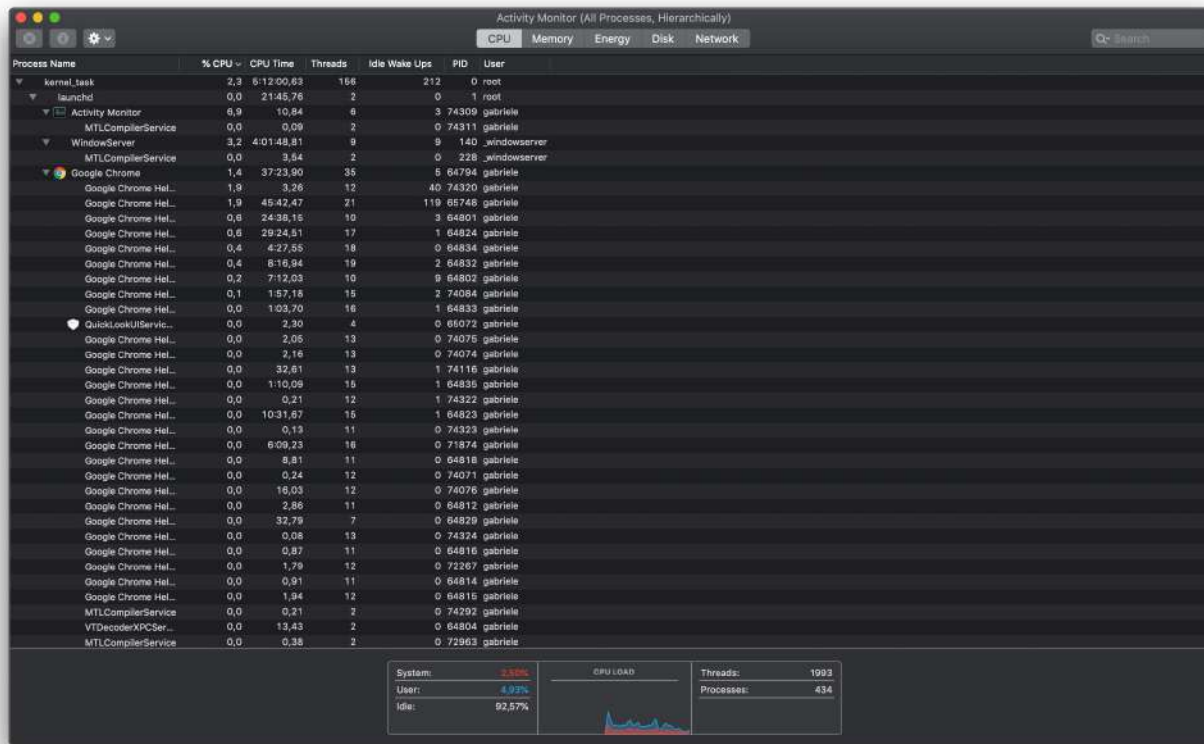 Activity Monitor (All Processes, Hierarchically)
CPU Memory Energy Disk Network Search
Process Name % CPU CPU Time Threads Idle Wake Ups PID User
kernel_task 2,3 5:12:00,63 156 212 0 root
launchd 0,0 21:45,76 2 0 1 root
Activity Monitor 6,9 10,84 6 3 74309 gabriele
MTLCompilerService 0,0 0,09 2 0 74311 gabriele
WindowServer 3,2 4:01:48,81 9 9 140 _windowserver
MTLCompilerService 0,0 3,54 2 0 228 _windowserver
Google Chrome 1,4 37:23,90 35 5 64794 gabriele
Google Chrome Hel... 1,9 3,26 12 40 74320 gabriele
Google Chrome Hel... 1,9 45:42,47 21 119 65748 gabriele
Google Chrome Hel... 0,6 24:38,15 10 3 64801 gabriele
Google Chrome Hel... 0,6 29:24,51 17 1 64824 gabriele
Google Chrome Hel... 0,4 4:27,55 18 0 64834 gabriele
Google Chrome Hel... 0,4 8:16,94 19 2 64832 gabriele
Google Chrome Hel... 0,2 7:12,03 10 9 64802 gabriele
Google Chrome Hel... 0,1 1:57,18 15 2 74084 gabriele
Google Chrome Hel... 0,0 1:03,70 16 1 64833 gabriele
QuickLookUIServic... 0,0 2,30 4 0 65072 gabriele
Google Chrome Hel... 0,0 2,05 13 0 74075 gabriele
Google Chrome Hel... 0,0 2,16 13 0 74074 gabriele
Google Chrome Hel... 0,0 32,61 13 1 74116 gabriele
Google Chrome Hel... 0,0 1:10,09 15 1 64835 gabriele
Google Chrome Hel... 0,0 0,21 12 1 74322 gabriele
Google Chrome Hel... 0,0 10:31,67 15 1 64823 gabriele
Google Chrome Hel... 0,0 0,13 11 0 74323 gabriele
Google Chrome Hel... 0,0 6:09,23 16 0 71874 gabriele
Google Chrome Hel... 0,0 8,81 11 0 64818 gabriele
Google Chrome Hel... 0,0 0,24 12 0 74071 gabriele
Google Chrome Hel... 0,0 16,03 12 0 74076 gabriele
Google Chrome Hel... 0,0 2,86 11 0 64812 gabriele
Google Chrome Hel... 0,0 32,79 7 0 64829 gabriele
Google Chrome Hel... 0,0 0,08 13 0 74324 gabriele
Google Chrome Hel... 0,0 0,87 11 0 64816 gabriele
Google Chrome Hel... 0,0 1,79 12 0 72267 gabriele
Google Chrome Hel... 0,0 0,91 11 0 64814 gabriele
Google Chrome Hel... 0,0 1,94 12 0 64815 gabriele
MTLCompilerService 0,0 0,21 2 0 74292 gabriele
VTDecoderXPCSer... 0,0 13,43 2 0 64804 gabriele
MTLCompilerService 0,0 0,38 2 0 72963 gabriele
System: 2,50% CPU LOAD Threads: 1993
User: 4,93% Processes: 434
Idle: 92,57%